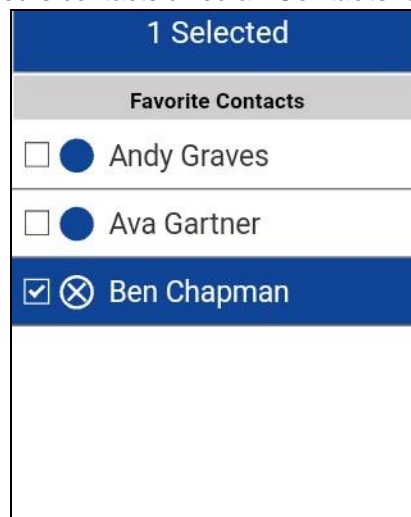 1 Selected
Favorite Contacts
Andy Graves
Ava Gartner
Ben Chapman